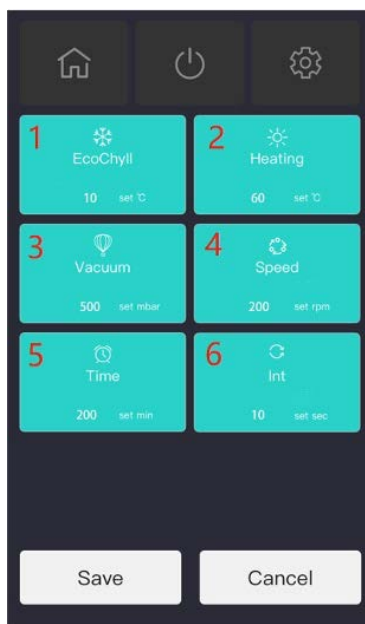 1
EcoChyll
10 set ℃
2
Heating
60 set ℃
3
Vacuum
500 set mbar
4
Speed
200 set rpm
5
Time
200 set min
6
Int
10 set sec
Save
Cancel